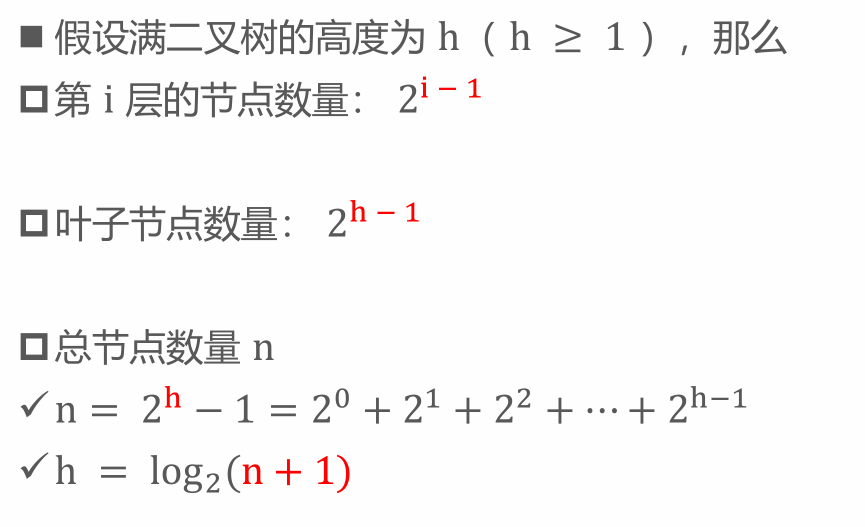 ■ 假设满二叉树的高度为 h（ h ≥ 1 ），那么
❑ 第 i 层的节点数量： 2^{i − 1}
❑ 叶子节点数量： 2^{h − 1}
❑ 总节点数量 n
✓ n = 2^{h} − 1 = 2^{0} + 2^{1} + 2^{2} + ⋯ + 2^{h−1}
✓ h = log_{2}(n + 1)